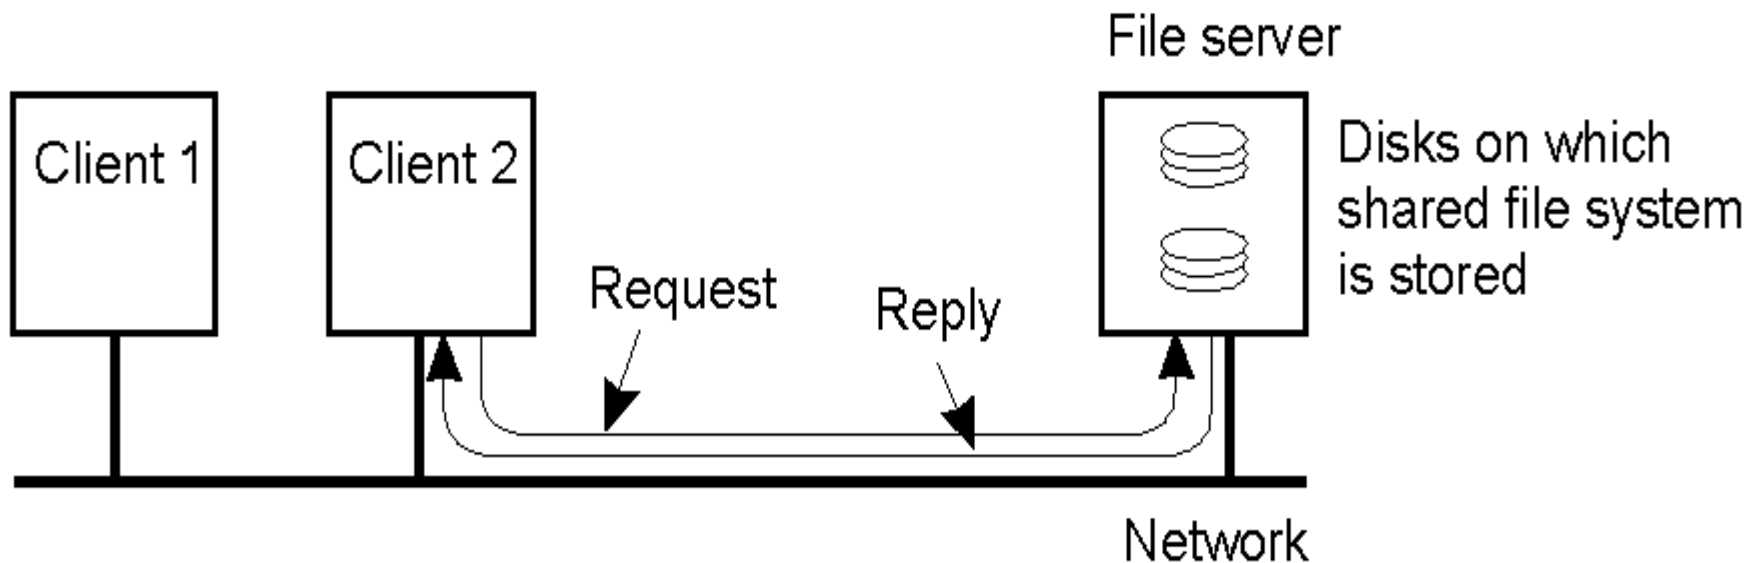 File server
Client 1
Client 2
Disks on which
shared file system
is stored
Request
Reply
Network